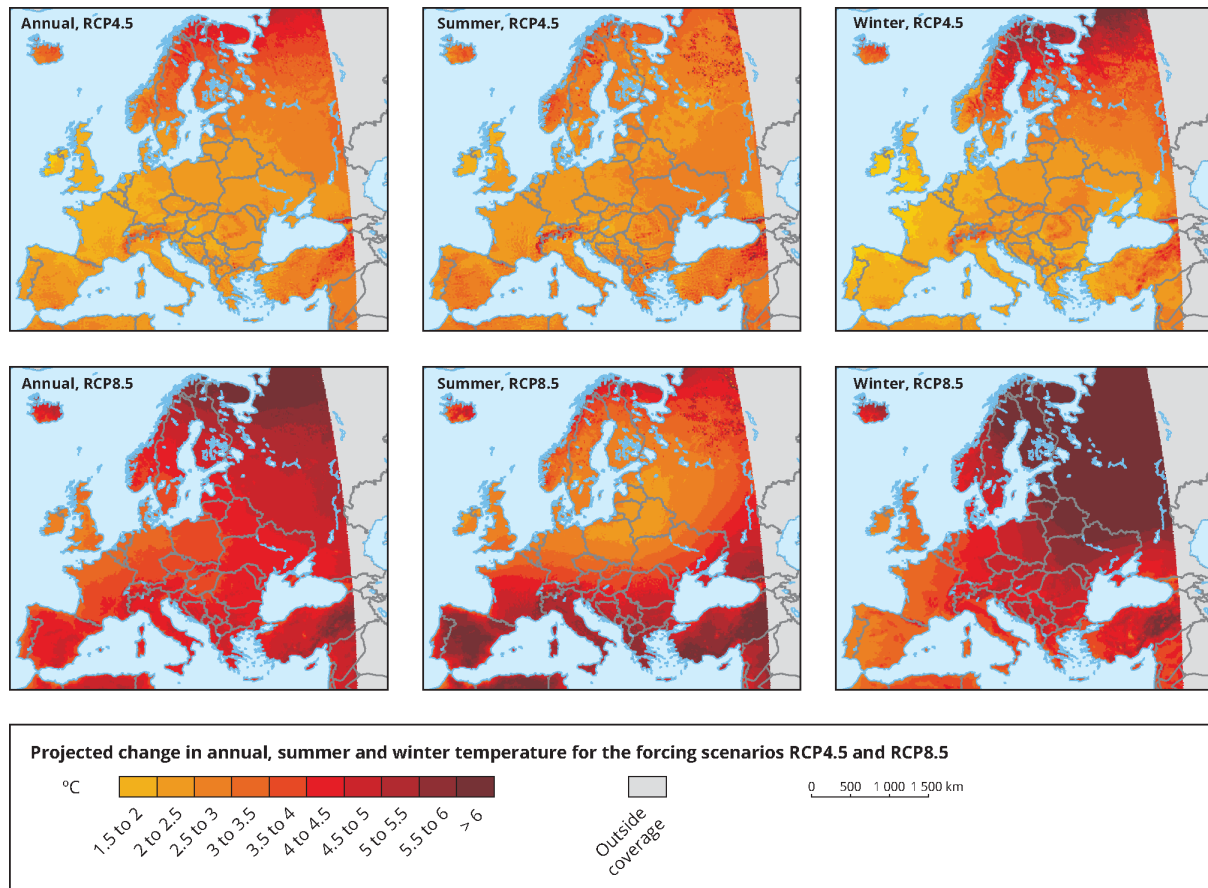 Annual, RCP4.5
Summer, RCP4.5
Winter, RCP4.5
Annual, RCP8.5
Summer, RCP8.5
Winter, RCP8.5
Projected change in annual, summer and winter temperature for the forcing scenarios RCP4.5 and RCP8.5
ºC
1.5 to 2
2 to 2.5
2.5 to 3
3 to 3.5
3.5 to 4
4 to 4.5
4.5 to 5
5 to 5.5
5.5 to 6
> 6
Outside
coverage
0 500 1 000 1 500 km